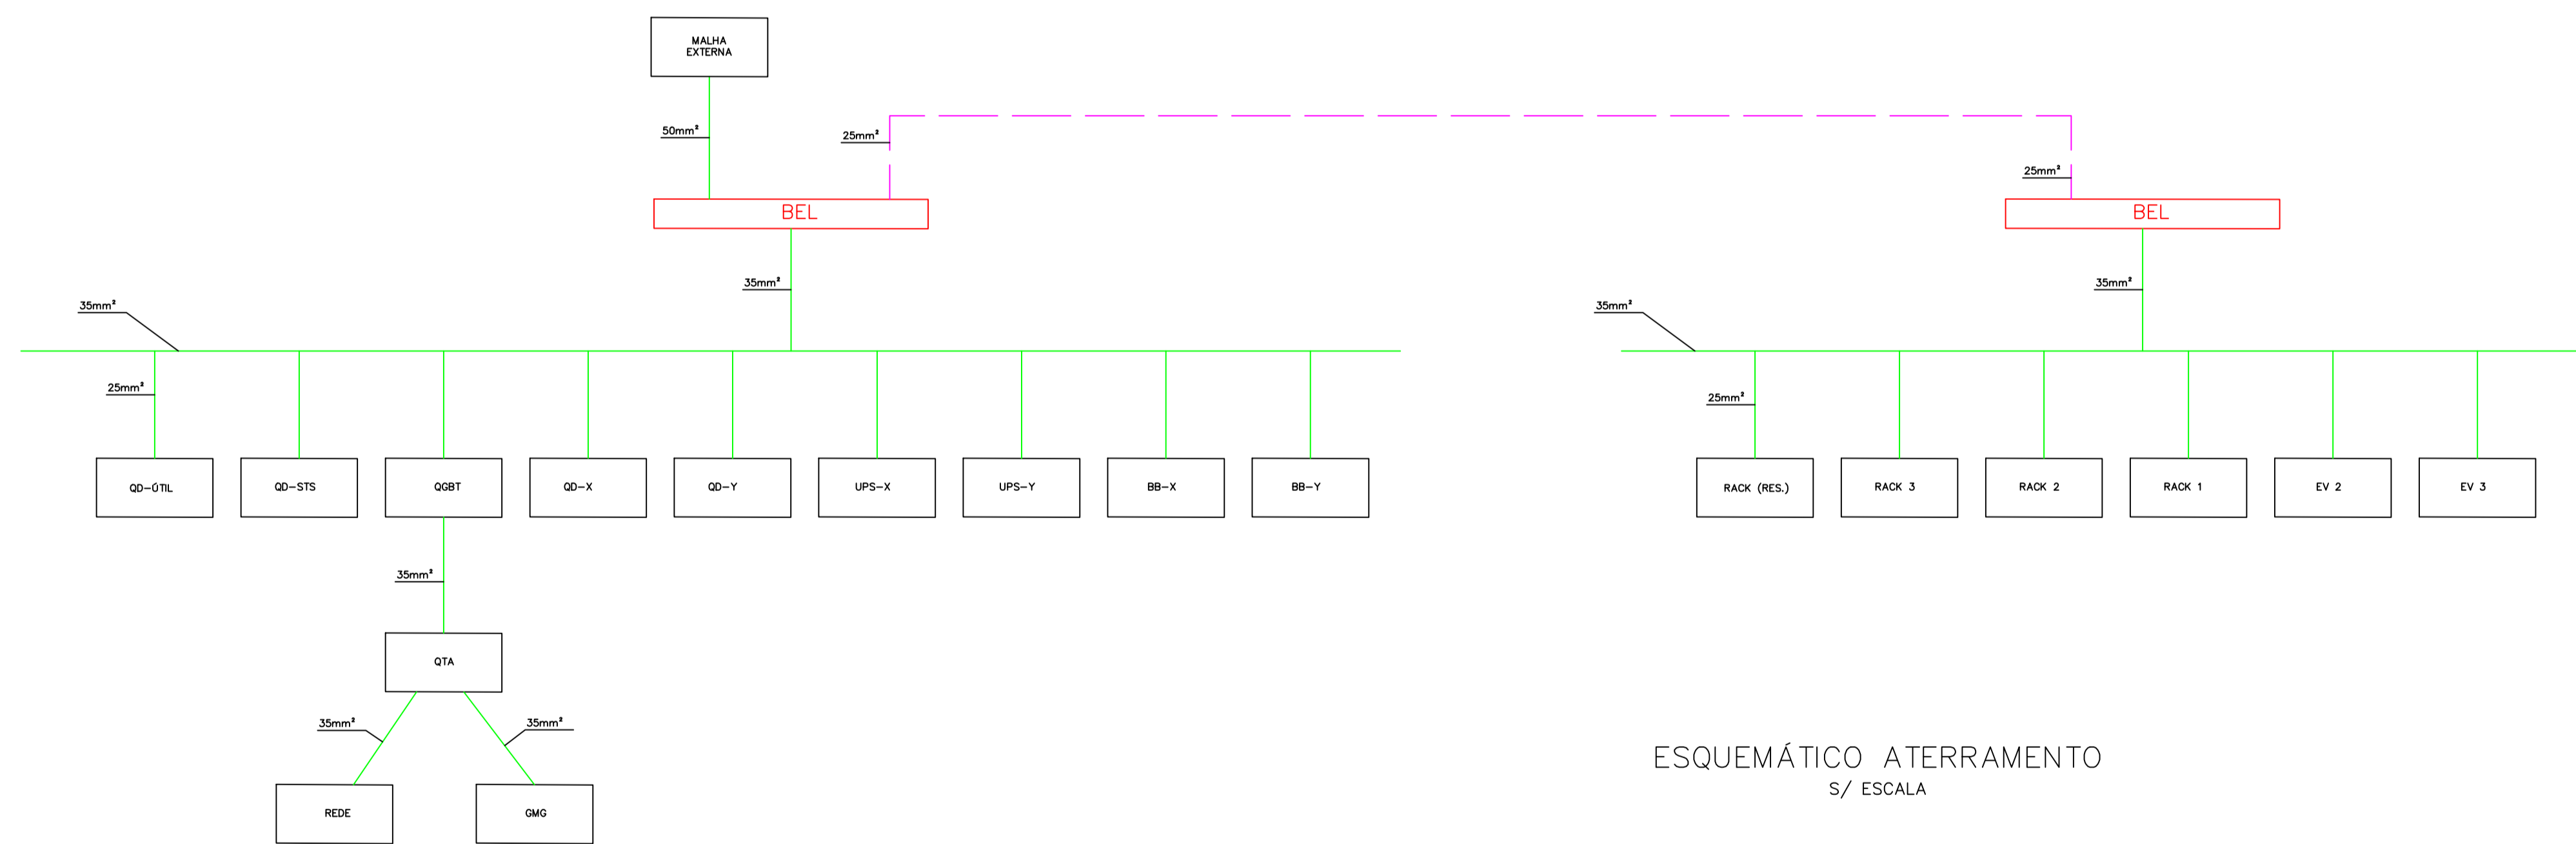 MALHA
EXTERNA
50mm²
25mm²
25mm²
BEL
BEL
35mm²
35mm²
35mm²
35mm²
25mm²
25mm²
QD-ÚTIL
QD-STS
QGBT
QD-X
QD-Y
UPS-X
UPS-Y
BB-X
BB-Y
RACK (RES.)
RACK 3
RACK 2
RACK 1
EV 2
EV 3
35mm²
QTA
35mm²
35mm²
REDE
GMG
ESQUEMÁTICO ATERRAMENTO
S/ ESCALA